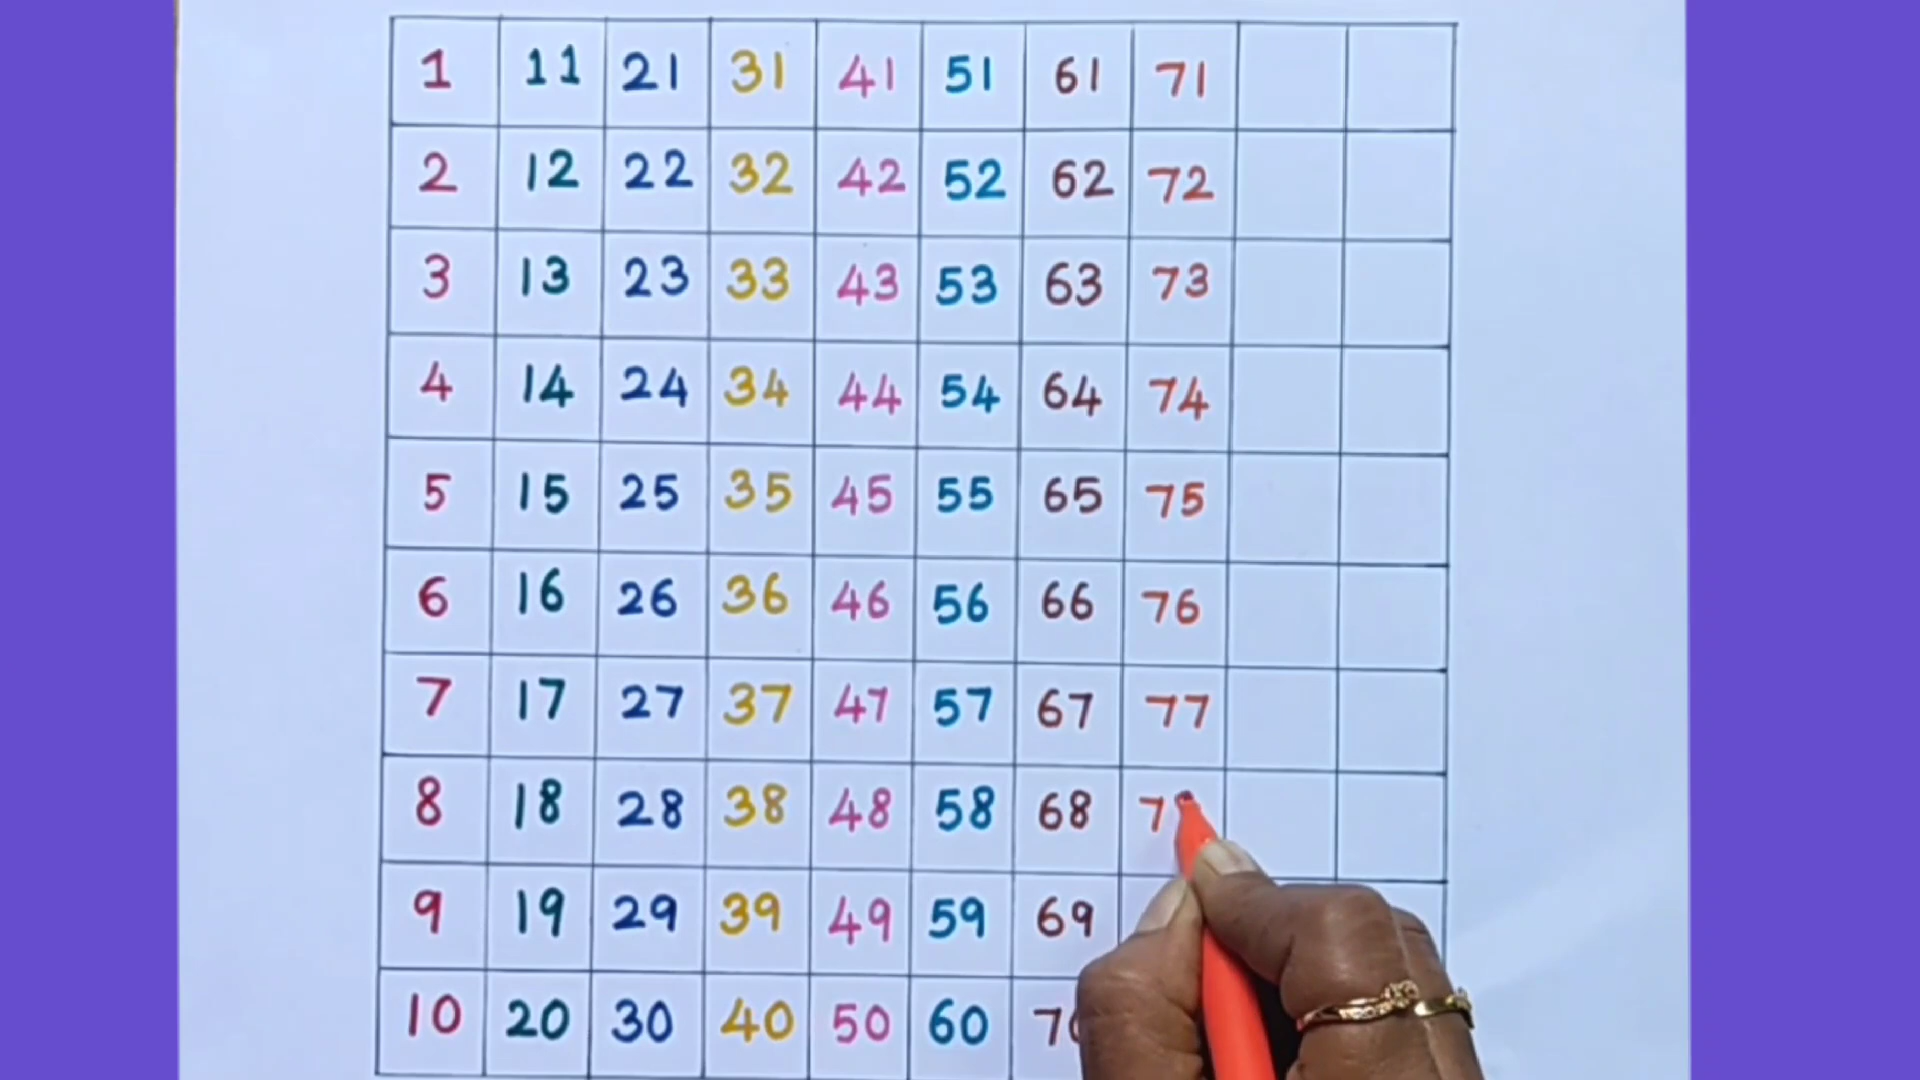 1 11 21 31 41 51 61 71
2 12 22 32 42 52 62 72
3 13 23 33 43 53 63 73
4 14 24 34 44 54 64 74
5 15 25 35 45 55 65 75
6 16 26 36 46 56 66 76
7 17 27 37 47 57 67 77
8 18 28 38 48 58 68
9 19 29 39 49 59 69
10 20 30 40 50 60